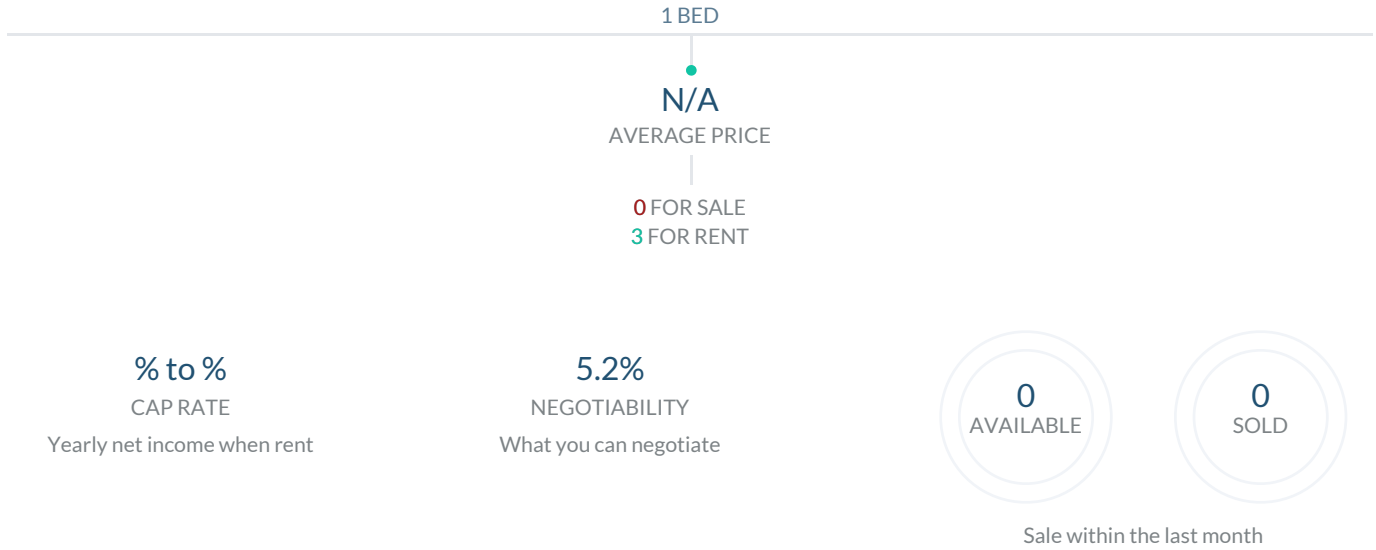 1 BED
N/A
AVERAGE PRICE
0 FOR SALE
3 FOR RENT
% to %
CAP RATE
Yearly net income when rent
5.2%
NEGOTIABILITY
What you can negotiate
0
AVAILABLE
0
SOLD
Sale within the last month